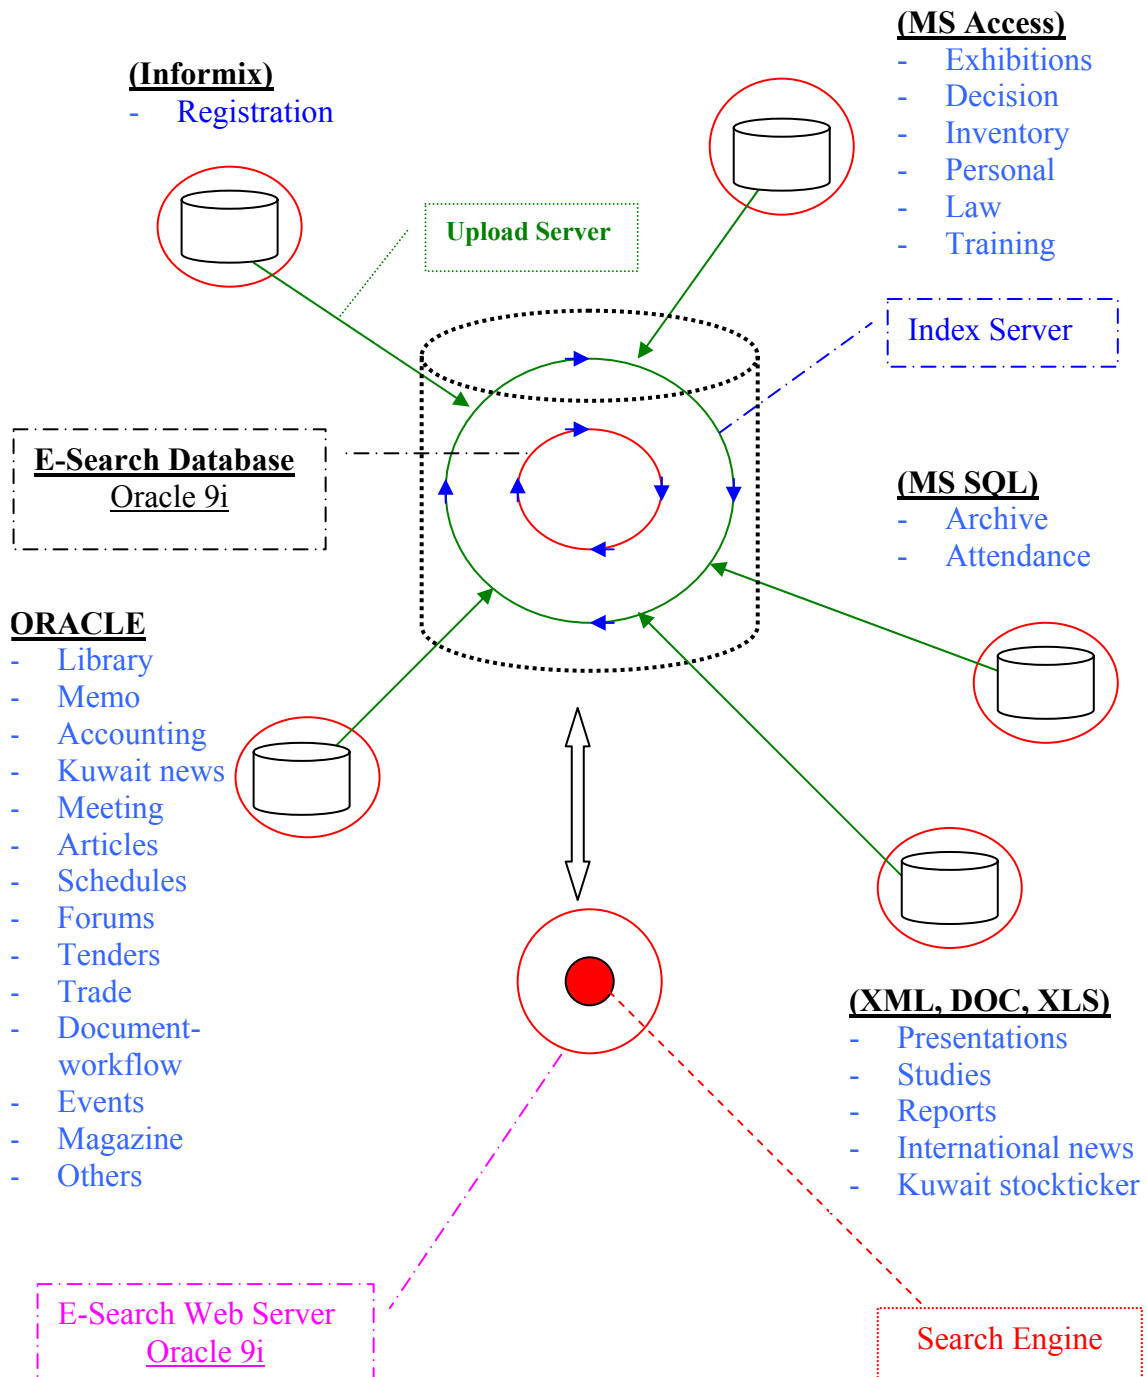 (MS Access)
- Exhibitions
- Decision
- Inventory
- Personal
- Law
- Training
(Informix)
- Registration
Upload Server
Index Server
E-Search Database
Oracle 9i
(MS SQL)
- Archive
- Attendance
ORACLE
- Library
- Memo
- Accounting
- Kuwait news
- Meeting
- Articles
- Schedules
- Forums
- Tenders
- Trade
- Document-
workflow
- Events
- Magazine
- Others
(XML, DOC, XLS)
- Presentations
- Studies
- Reports
- International news
- Kuwait stockticker
E-Search Web Server
Oracle 9i
Search Engine